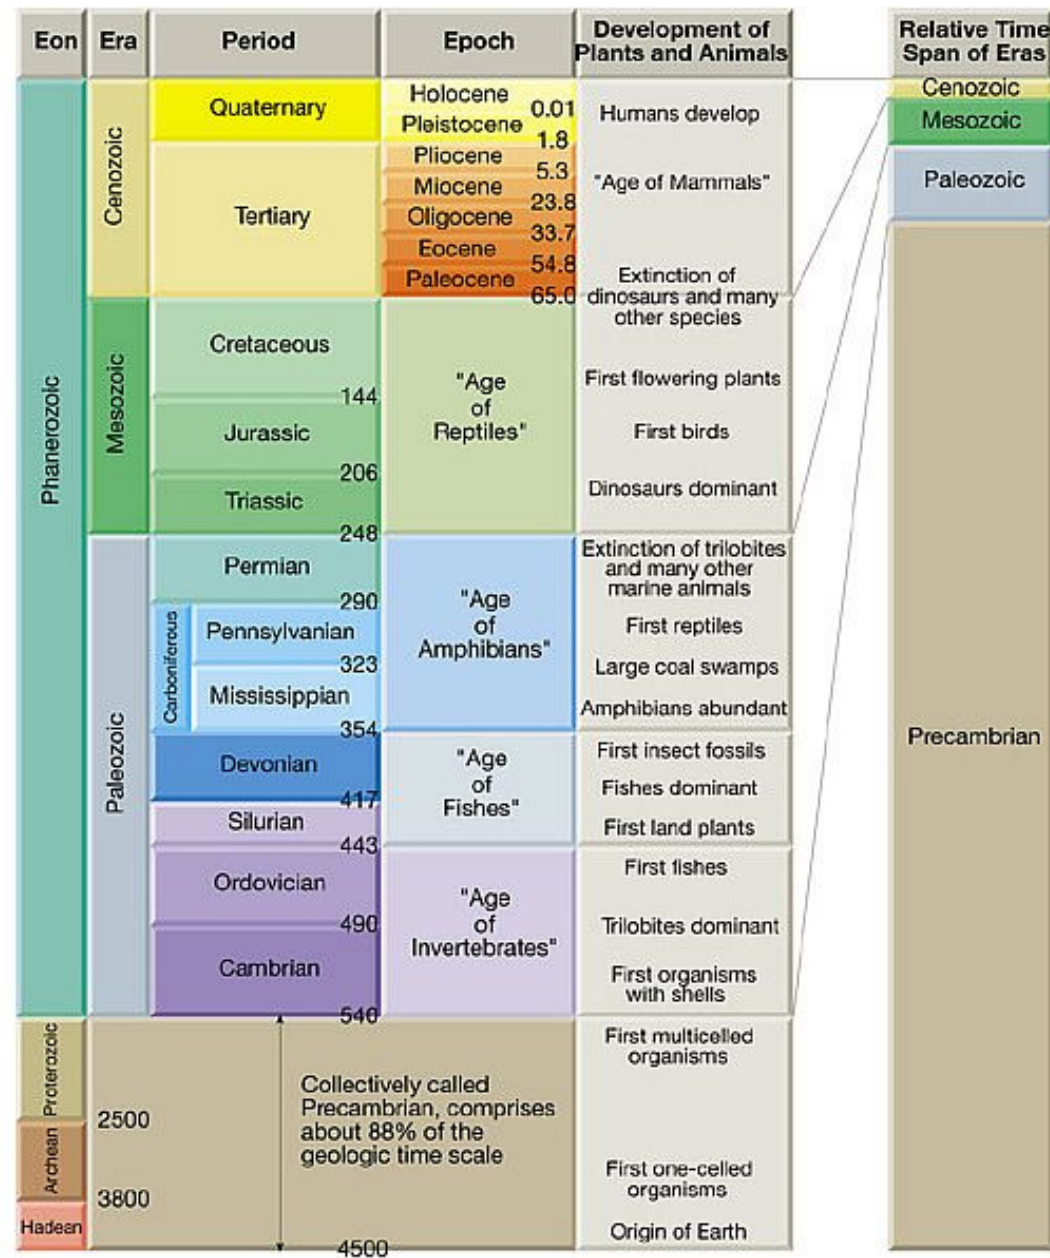 Eon
Era
Period
Epoch
Development of
Plants and Animals
Relative Time
Span of Eras
Phanerozoic
Cenozoic
Quaternary
Holocene
0.01
Pleistocene
1.8
Tertiary
Pliocene
5.3
Miocene
23.8
Oligocene
33.7
Eocene
54.8
Paleocene
65.0
Humans develop
"Age of Mammals"
Extinction of
dinosaurs and many
other species
Mesozoic
Cretaceous
144
Jurassic
206
Triassic
248
"Age
of
Reptiles"
First flowering plants
First birds
Dinosaurs dominant
Paleozoic
Permian
290
Carboniferous
Pennsylvanian
323
Mississippian
354
"Age
of
Amphibians"
Extinction of trilobites
and many other
marine animals
First reptiles
Large coal swamps
Amphibians abundant
Devonian
417
Silurian
443
"Age
of
Fishes"
First insect fossils
Fishes dominant
First land plants
Ordovician
490
Cambrian
540
"Age
of
Invertebrates"
First fishes
Trilobites dominant
First organisms
with shells
Proterozoic
2500
Archean
3800
Hadean
4500
Collectively called
Precambrian, comprises
about 88% of the
geologic time scale
First multicelled
organisms
First one-celled
organisms
Origin of Earth
Cenozoic
Mesozoic
Paleozoic
Precambrian